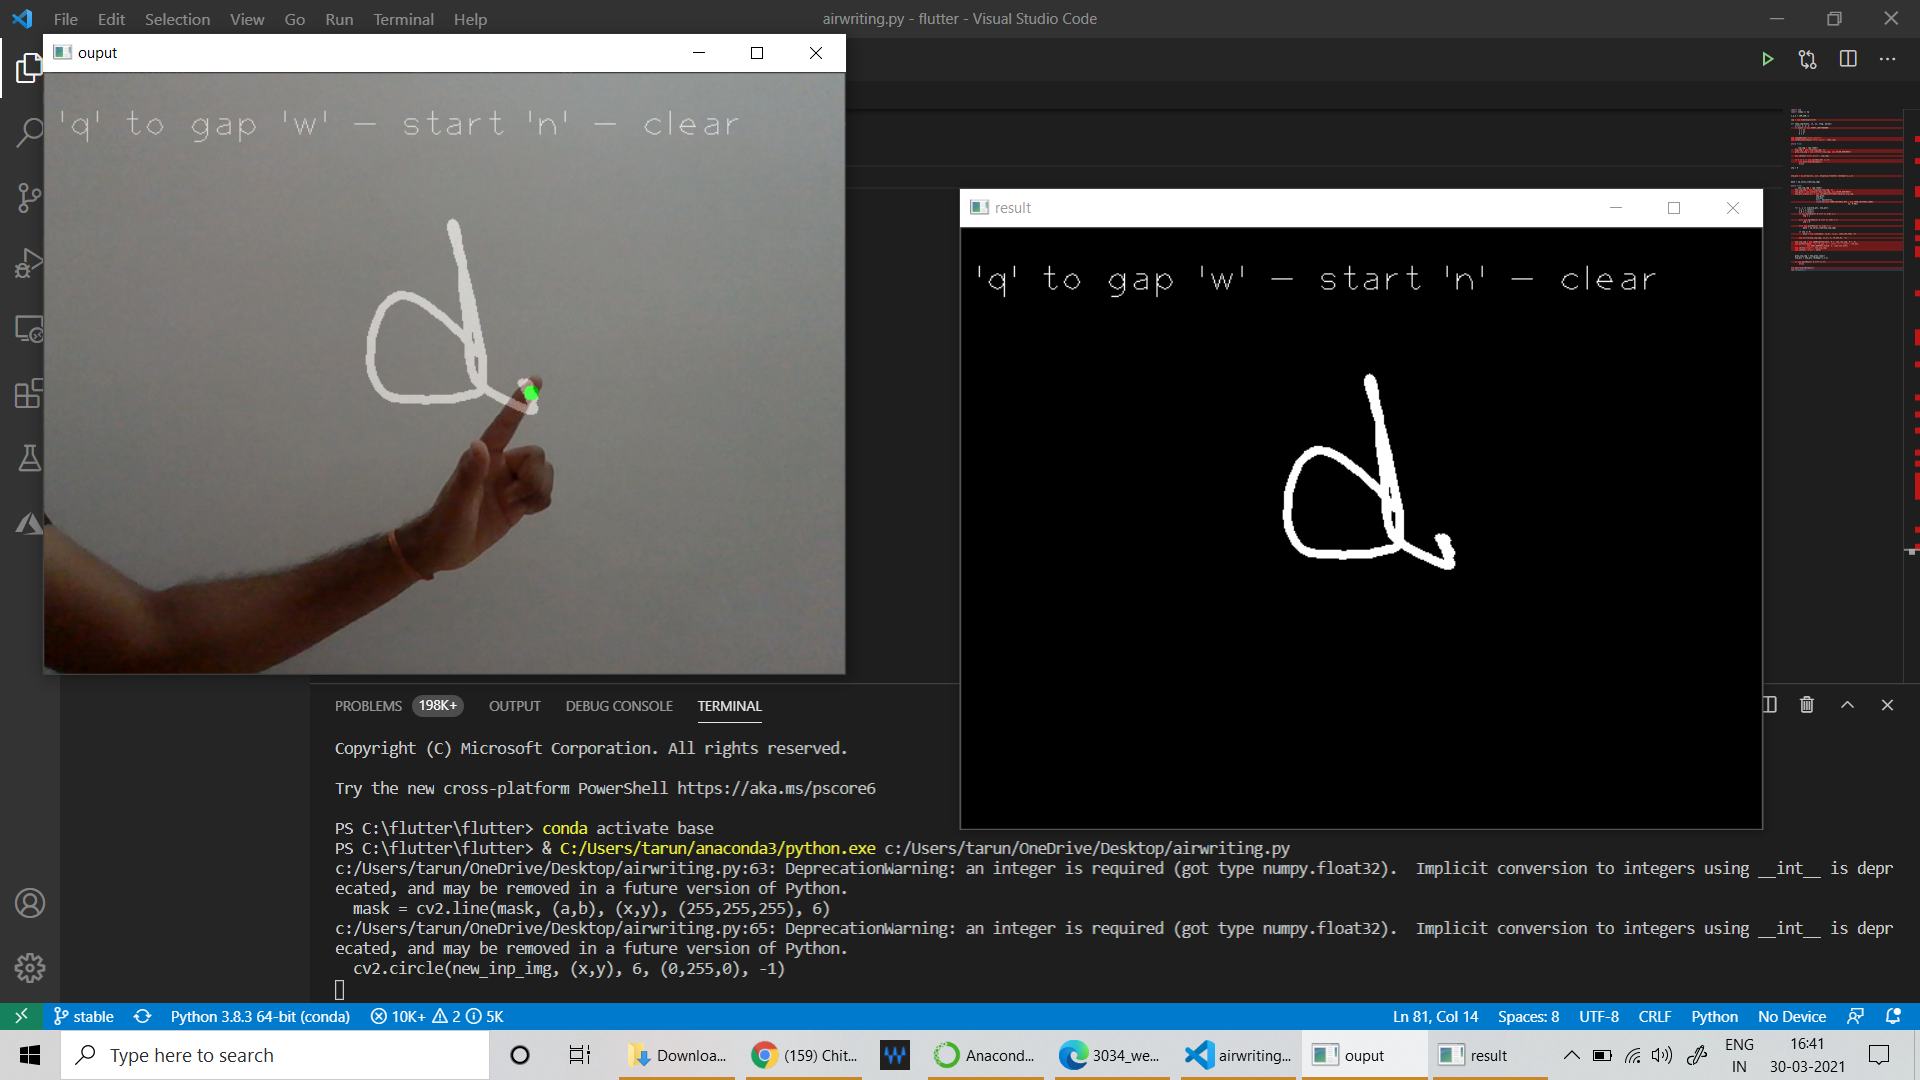 File Edit Selection View Go Run Terminal Help
airwriting.py - flutter - Visual Studio Code
ouput
'q' to gap 'w' – start 'n' – clear
d
result
'q' to gap 'w' – start 'n' – clear
d
PROBLEMS 198K+ OUTPUT DEBUG CONSOLE TERMINAL
Copyright (C) Microsoft Corporation. All rights reserved.
Try the new cross-platform PowerShell https://aka.ms/pscore6
PS C:\flutter\flutter> conda activate base
PS C:\flutter\flutter> & C:/Users/tarun/anaconda3/python.exe c:/Users/tarun/OneDrive/Desktop/airwriting.py
c:/Users/tarun/OneDrive/Desktop/airwriting.py:63: DeprecationWarning: an integer is required (got type numpy.float32).  Implicit conversion to integers using __int__ is depr
ecated, and may be removed in a future version of Python.
  mask = cv2.line(mask, (a,b), (x,y), (255,255,255), 6)
c:/Users/tarun/OneDrive/Desktop/airwriting.py:65: DeprecationWarning: an integer is required (got type numpy.float32).  Implicit conversion to integers using __int__ is depr
ecated, and may be removed in a future version of Python.
  cv2.circle(new_inp_img, (x,y), 6, (0,255,0), -1)
stable Python 3.8.3 64-bit (conda) 10K+ 2 5K Ln 81, Col 14 Spaces: 8 UTF-8 CRLF Python No Device
Type here to search Downloa... (159) Chit... Anacond... 3034_we... airwriting... ouput result ENG 16:41
IN 30-03-2021